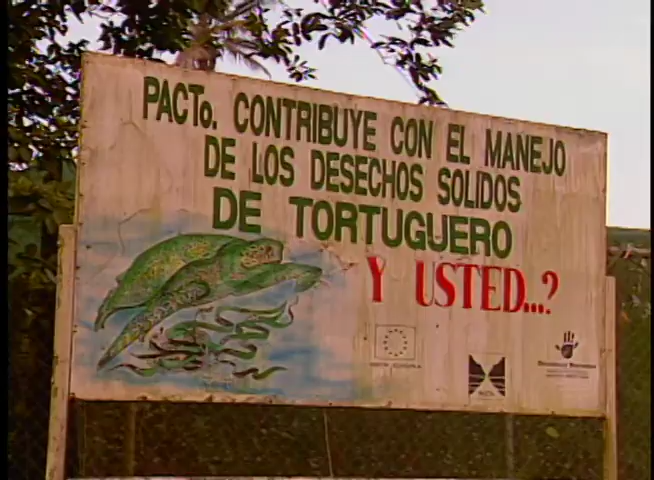 PACTo. CONTRIBUYE CON EL MANEJO
DE LOS DESECHOS SOLIDOS
DE TORTUGUERO
Y USTED...?